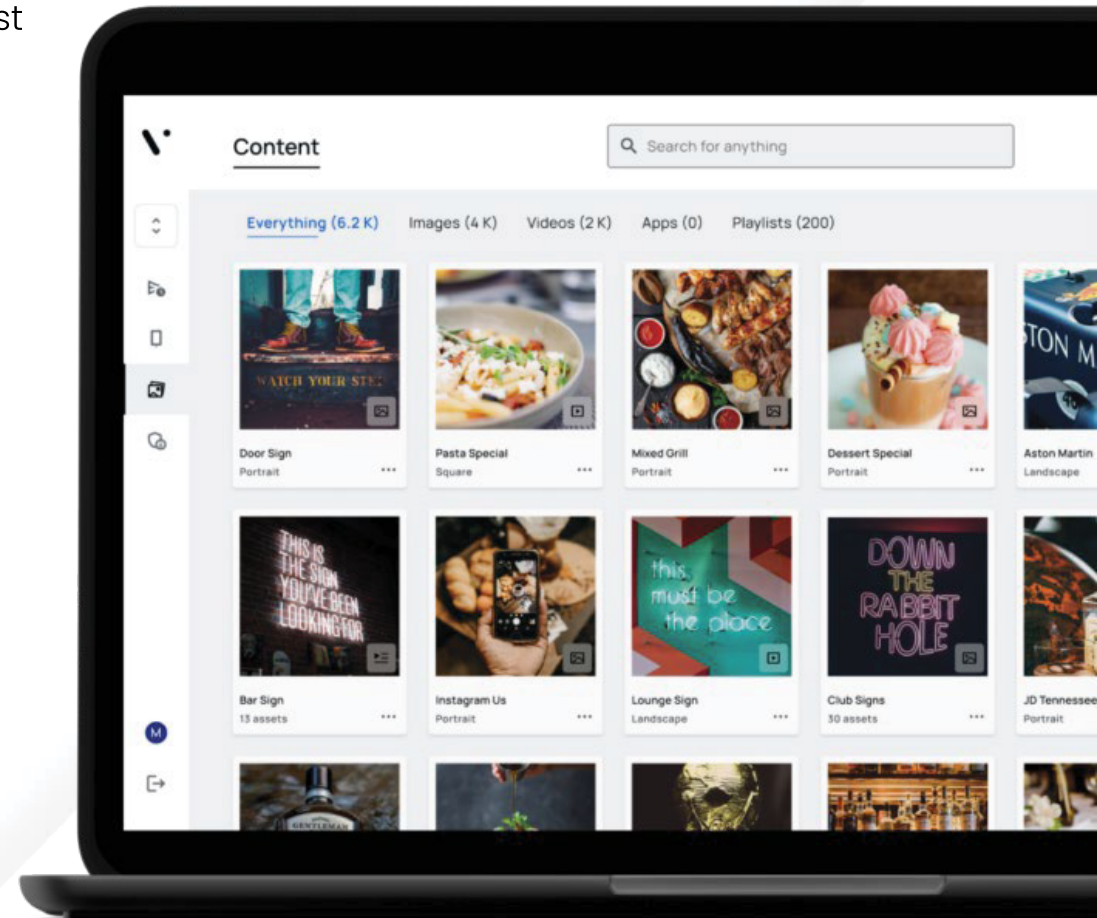 st
Content
Search for anything
Everything (6.2 K) Images (4 K) Videos (2 K) Apps (0) Playlists (200)
WATCH YOUR STEP
STON M
Door Sign Pasta Special Mixed Grill Dessert Special Aston Martin
Portrait Square Portrait Portrait Landscape
THIS IS
THE SIGN
YOU'VE BEEN
LOOKING FOR
this
must be
the place
DOWN
THE
RABBIT
HOLE
Bar Sign Instagram Us Lounge Sign Club Signs JD Tennessee
13 assets Portrait Landscape 30 assets Portrait
M
GENTLEMAN